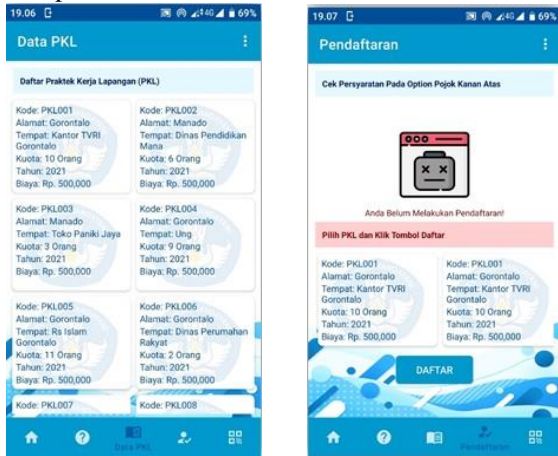 19.06
4G
69%
Data PKL
Daftar Praktek Kerja Lapangan (PKL)
Kode: PKL001
Alamat: Gorontalo
Tempat: Kantor TVRI
Gorontalo
Kuota: 10 Orang
Tahun: 2021
Biaya: Rp. 500,000
Kode: PKL002
Alamat: Manado
Tempat: Dinas Pendidikan
Mana
Kuota: 6 Orang
Tahun: 2021
Biaya: Rp. 500,000
Kode: PKL003
Alamat: Manado
Tempat: Toko Paniki Jaya
Kuota: 3 Orang
Tahun: 2021
Biaya: Rp. 500,000
Kode: PKL004
Alamat: Gorontalo
Tempat: Ung
Kuota: 9 Orang
Tahun: 2021
Biaya: Rp. 500,000
Kode: PKL005
Alamat: Gorontalo
Tempat: Rs Islam
Gorontalo
Kuota: 11 Orang
Tahun: 2021
Biaya: Rp. 500,000
Kode: PKL006
Alamat: Gorontalo
Tempat: Dinas Perumahan
Rakyat
Kuota: 2 Orang
Tahun: 2021
Biaya: Rp. 500,000
Kode: PKL007
Kode: PKL008
Data PKL
19.07
4G
69%
Pendaftaran
Cek Persyaratan Pada Option Pojok Kanan Atas
Anda Belum Melakukan Pendaftaran!
Pilih PKL dan Klik Tombol Daftar
Kode: PKL001
Alamat: Gorontalo
Tempat: Kantor TVRI
Gorontalo
Kuota: 10 Orang
Tahun: 2021
Biaya: Rp. 500,000
Kode: PKL001
Alamat: Gorontalo
Tempat: Kantor TVRI
Gorontalo
Kuota: 10 Orang
Tahun: 2021
Biaya: Rp. 500,000
DAFTAR
Pendaftaran